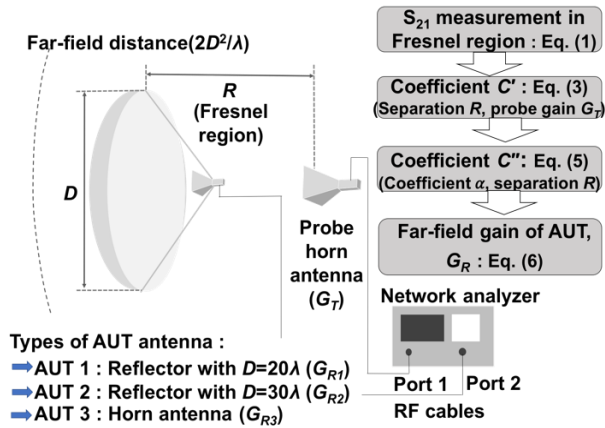 Far-field distance(2D²/λ)
R
(Fresnel
region)
D
Probe
horn
antenna
(G_T)
S₂₁ measurement in
Fresnel region : Eq. (1)
Coefficient C′ : Eq. (3)
(Separation R, probe gain G_T)
Coefficient C″: Eq. (5)
(Coefficient α, separation R)
Far-field gain of AUT,
G_R : Eq. (6)
Network analyzer
Port 1 Port 2
RF cables
Types of AUT antenna :
AUT 1 : Reflector with D=20λ (G_R1)
AUT 2 : Reflector with D=30λ (G_R2)
AUT 3 : Horn antenna (G_R3)